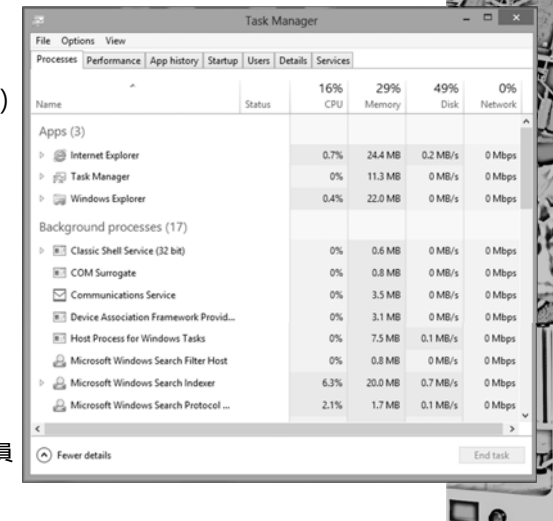 Task Manager
File Options View
Processes Performance App history Startup Users Details Services
16% 29% 49% 0%
Name Status CPU Memory Disk Network
)
Apps (3)
Internet Explorer 0.7% 24.4 MB 0.2 MB/s 0 Mbps
Task Manager 0% 11.3 MB 0 MB/s 0 Mbps
Windows Explorer 0.4% 22.0 MB 0 MB/s 0 Mbps
Background processes (17)
Classic Shell Service (32 bit) 0% 0.6 MB 0 MB/s 0 Mbps
COM Surrogate 0% 0.8 MB 0 MB/s 0 Mbps
Communications Service 0% 3.5 MB 0 MB/s 0 Mbps
Device Association Framework Provid... 0% 3.1 MB 0 MB/s 0 Mbps
Host Process for Windows Tasks 0% 7.5 MB 0.1 MB/s 0 Mbps
Microsoft Windows Search Filter Host 0% 0.8 MB 0 MB/s 0 Mbps
Microsoft Windows Search Indexer 6.3% 20.0 MB 0.7 MB/s 0 Mbps
Microsoft Windows Search Protocol ... 2.1% 1.7 MB 0.1 MB/s 0 Mbps
員
Fewer details End task